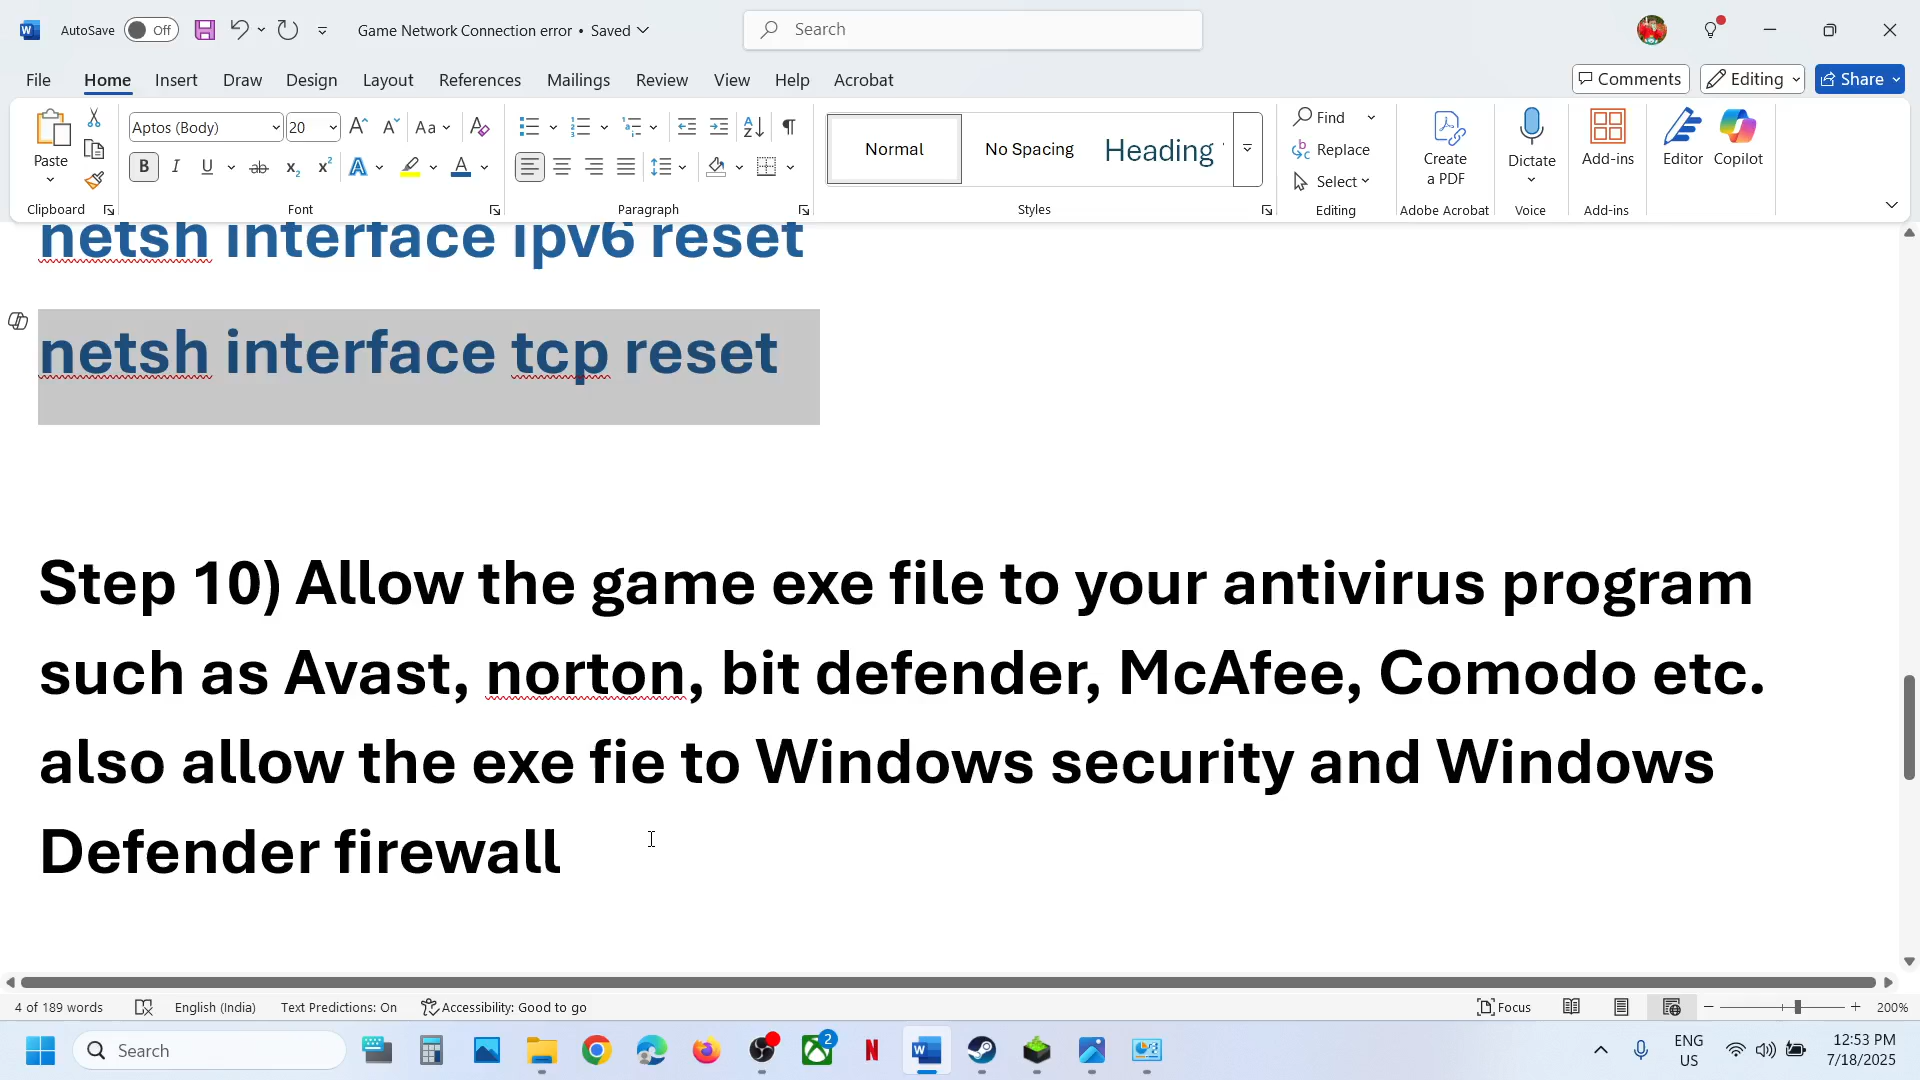 AutoSave Off Game Network Connection error • Saved Search
File Home Insert Draw Design Layout References Mailings Review View Help Acrobat Comments Editing Share
Paste Aptos (Body) 20 Aa Normal No Spacing Heading Find Replace Select Create a PDF Dictate Add-ins Editor Copilot
Clipboard Font Paragraph Styles Editing Adobe Acrobat Voice Add-ins
netsh interface ipv6 reset
netsh interface tcp reset
Step 10) Allow the game exe file to your antivirus program
such as Avast, norton, bit defender, McAfee, Comodo etc.
also allow the exe fie to Windows security and Windows
Defender firewall
4 of 189 words English (India) Text Predictions: On Accessibility: Good to go Focus 200%
Search 2 ENG US 12:53 PM 7/18/2025